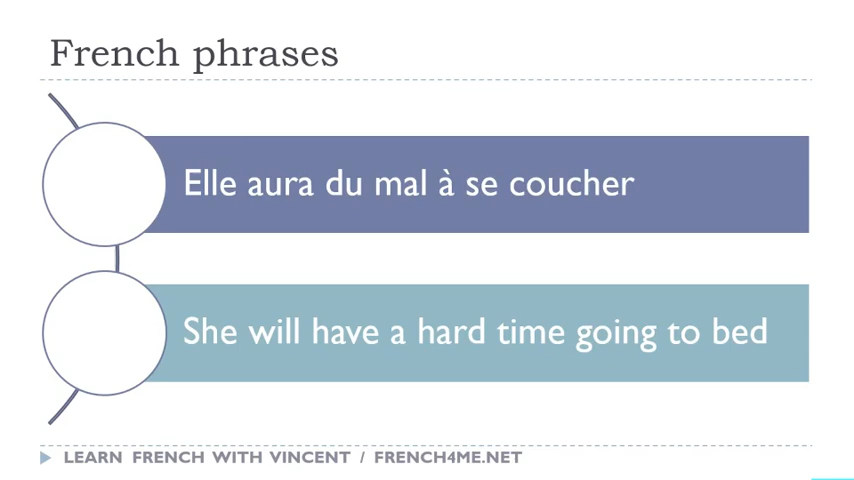 French phrases
Elle aura du mal à se coucher
She will have a hard time going to bed
LEARN FRENCH WITH VINCENT / FRENCH4ME.NET